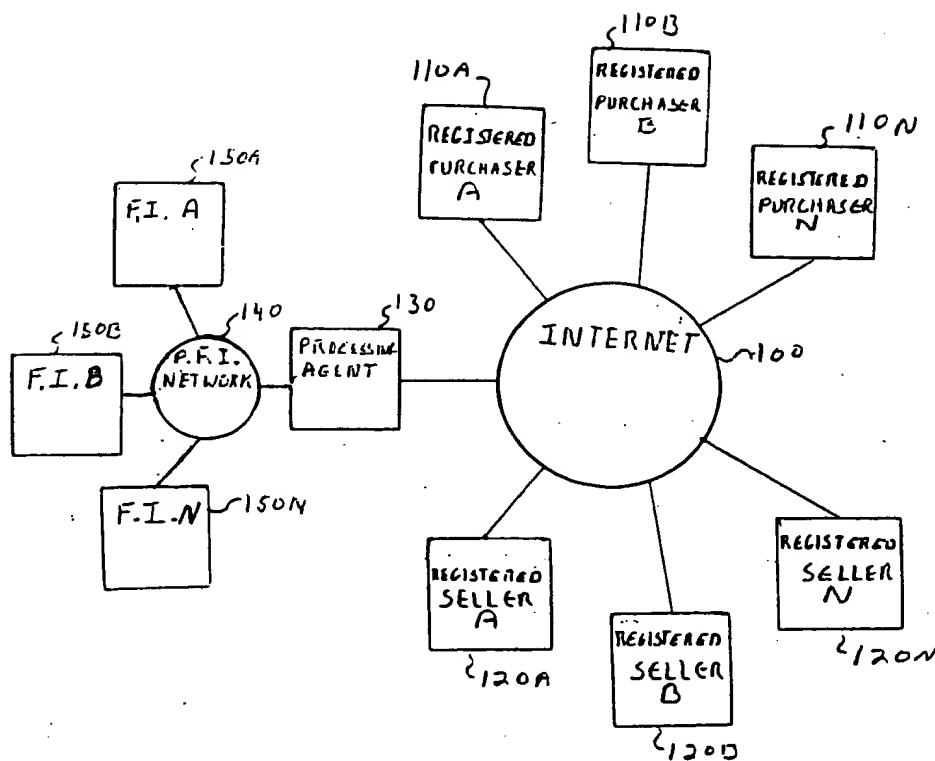 110B
REGISTERED
PURCHASER
B
110A
REGISTERED
PURCHASER
A
110N
REGISTERED
PURCHASER
N
150A
F.I. A
150B
F.I. B
140
P.F.I.
NETWORK
130
PROCESSING
AGENT
INTERNET
100
F.I. N
150N
REGISTERED
SELLER
A
120A
REGISTERED
SELLER
B
120B
REGISTERED
SELLER
N
120N